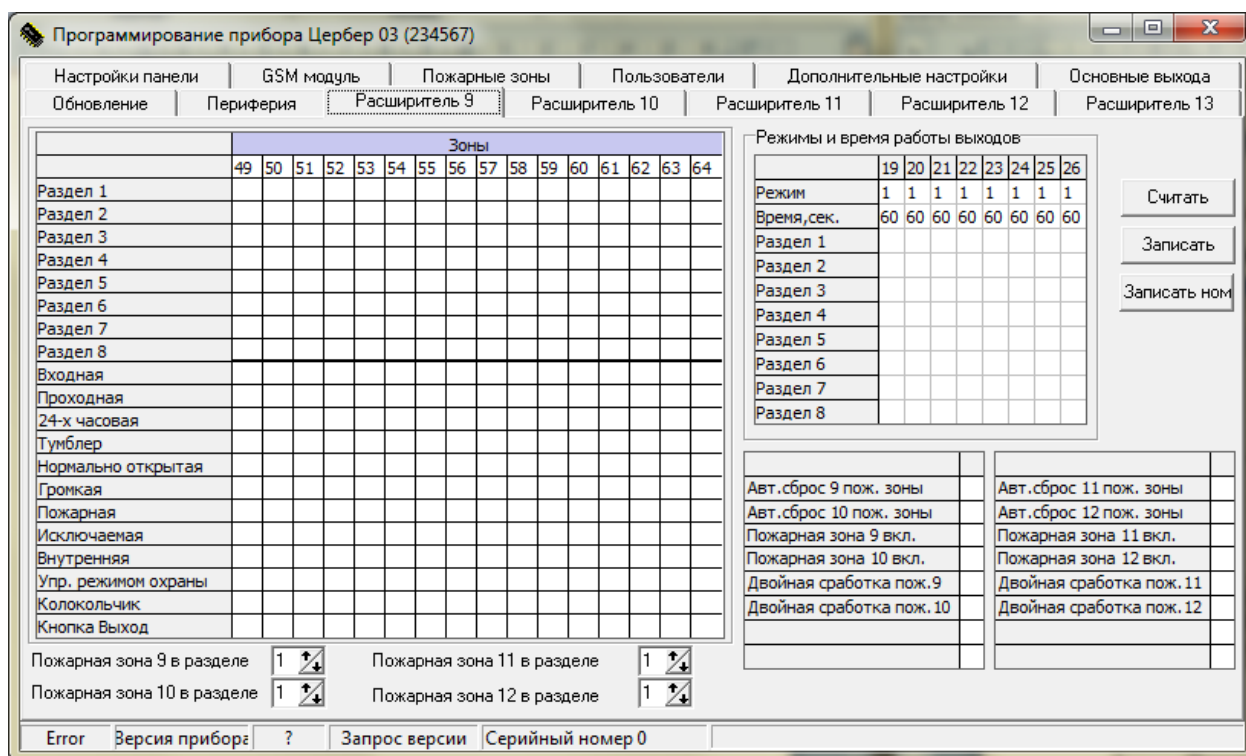 Программирование прибора Цербер 03 (234567)
Настройки панели GSM модуль Пожарные зоны Пользователи Дополнительные настройки Основные выхода
Обновление Периферия Расширитель 9 Расширитель 10 Расширитель 11 Расширитель 12 Расширитель 13
Зоны
49 50 51 52 53 54 55 56 57 58 59 60 61 62 63 64
Раздел 1
Раздел 2
Раздел 3
Раздел 4
Раздел 5
Раздел 6
Раздел 7
Раздел 8
Входная
Проходная
24-х часовая
Тумблер
Нормально открытая
Громкая
Пожарная
Исключаемая
Внутренняя
Упр. режимом охраны
Колокольчик
Кнопка Выход
Режимы и время работы выходов
19 20 21 22 23 24 25 26
Режим 1 1 1 1 1 1 1 1
Время,сек. 60 60 60 60 60 60 60 60
Раздел 1
Раздел 2
Раздел 3
Раздел 4
Раздел 5
Раздел 6
Раздел 7
Раздел 8
Считать
Записать
Записать ном
Авт.сброс 9 пож. зоны
Авт.сброс 10 пож. зоны
Пожарная зона 9 вкл.
Пожарная зона 10 вкл.
Двойная сработка пож.9
Двойная сработка пож.10
Авт.сброс 11 пож. зоны
Авт.сброс 12 пож. зоны
Пожарная зона 11 вкл.
Пожарная зона 12 вкл.
Двойная сработка пож.11
Двойная сработка пож.12
Пожарная зона 9 в разделе 1 Пожарная зона 11 в разделе 1
Пожарная зона 10 в разделе 1 Пожарная зона 12 в разделе 1
Error Версия прибора ? Запрос версии Серийный номер 0